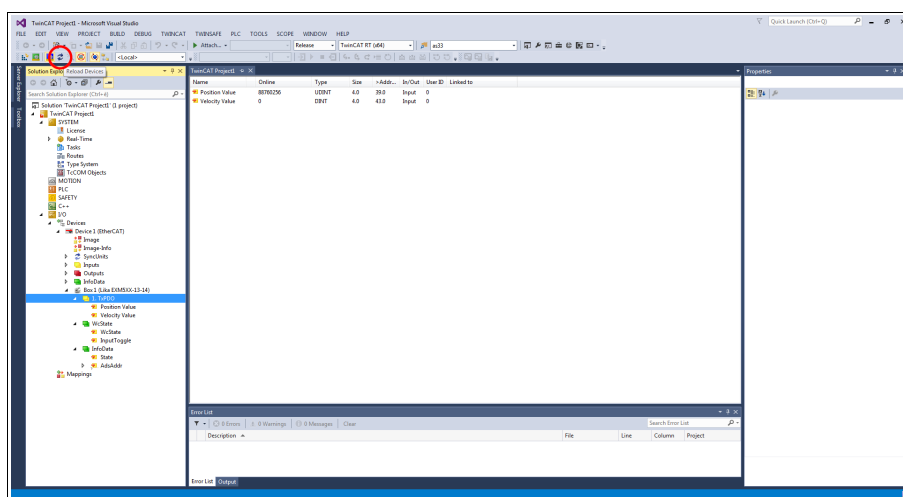 TwinCAT Project1 - Microsoft Visual Studio
Quick Launch (Ctrl+Q)
FILE EDIT VIEW PROJECT BUILD DEBUG TWINCAT TWINSAFE PLC TOOLS SCOPE WINDOW HELP
Attach... Release TwinCAT RT (x64) as33
<Local>
Solution Explo Reload Devices
Search Solution Explorer (Ctrl+è)
Server Explorer
Toolbox
Solution 'TwinCAT Project1' (1 project)
TwinCAT Project1
SYSTEM
License
Real-Time
Tasks
Routes
Type System
TcCOM Objects
MOTION
PLC
SAFETY
C++
I/O
Devices
Device 1 (EtherCAT)
Image
Image-Info
SyncUnits
Inputs
Outputs
InfoData
Box 1 (Lika EXM5XX-13-14)
1. TxPDO
Position Value
Velocity Value
WcState
WcState
InputToggle
InfoData
State
AdsAddr
Mappings
TwinCAT Project1
Name Online Type Size >Addr... In/Out User ID Linked to
Position Value 88760256 UDINT 4.0 39.0 Input 0
Velocity Value 0 DINT 4.0 43.0 Input 0
Properties
Error List
0 Errors 0 Warnings 0 Messages Clear
Search Error List
Description File Line Column Project
Error List Output